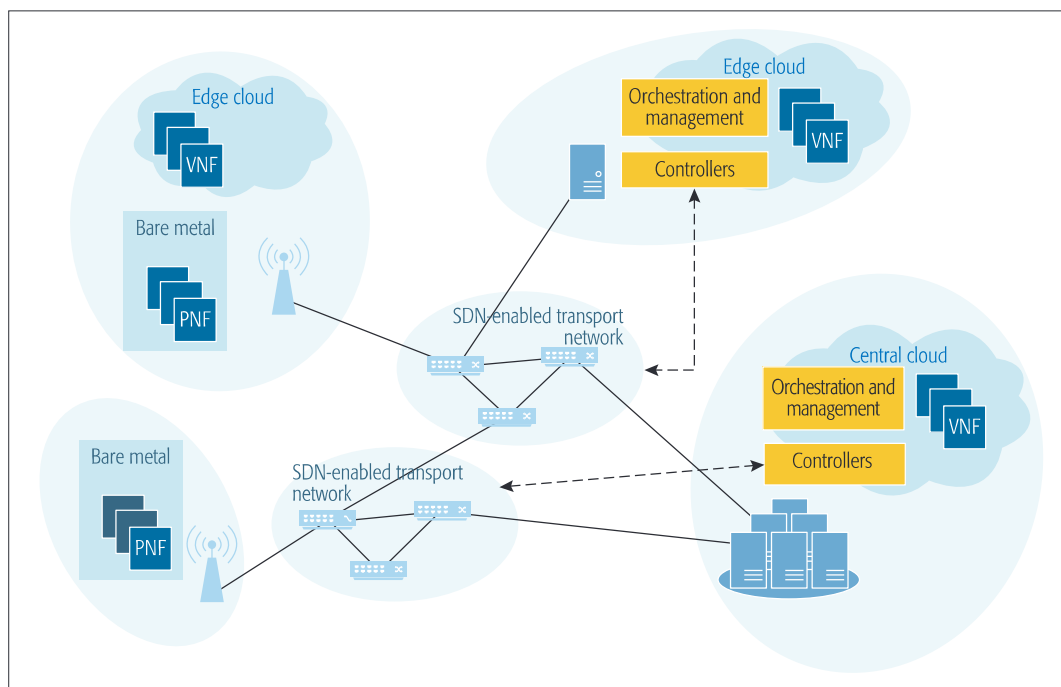 Edge cloud
VNF
Bare metal
PNF
Edge cloud
Orchestration and
management
VNF
Controllers
SDN-enabled transport
network
Central cloud
Orchestration and
management
VNF
Controllers
Bare metal
PNF
SDN-enabled transport
network